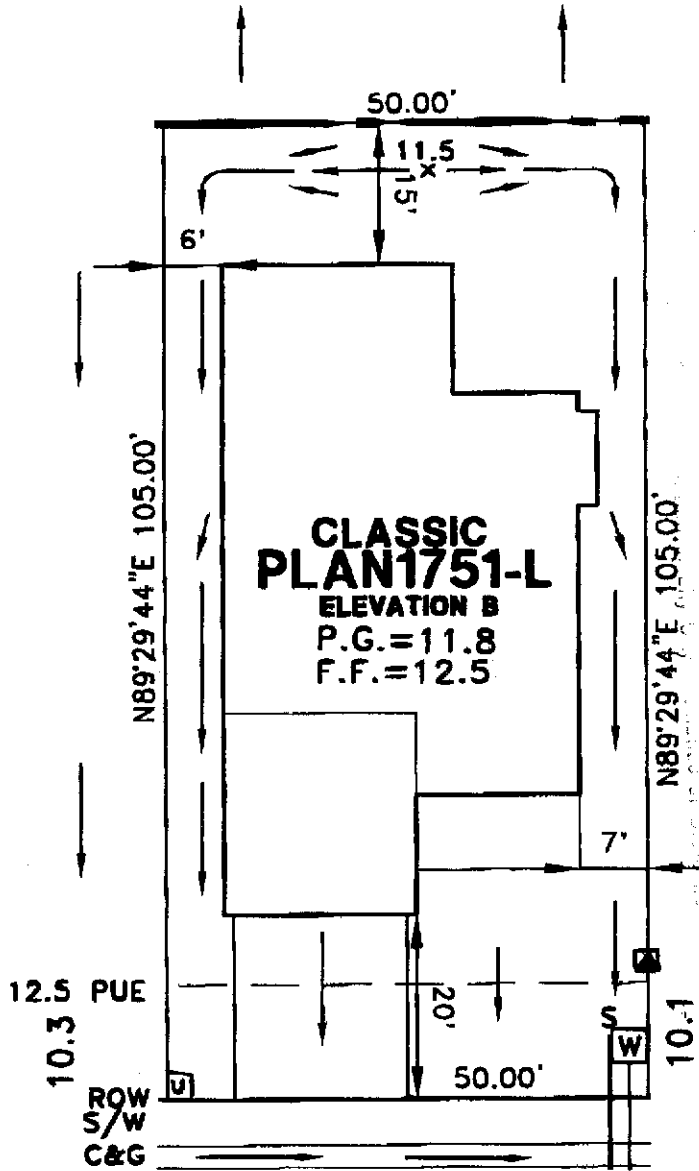 50.00'
11.5
x
15'
6'
N89°29'44"E 105.00'
N89°29'44"E 105.00'
CLASSIC
PLAN1751-L
ELEVATION B
P.G.=11.8
F.F.=12.5
7'
12.5 PUE
10.3
20'
S
W
10.1
U
50.00'
ROW
S/W
C&G